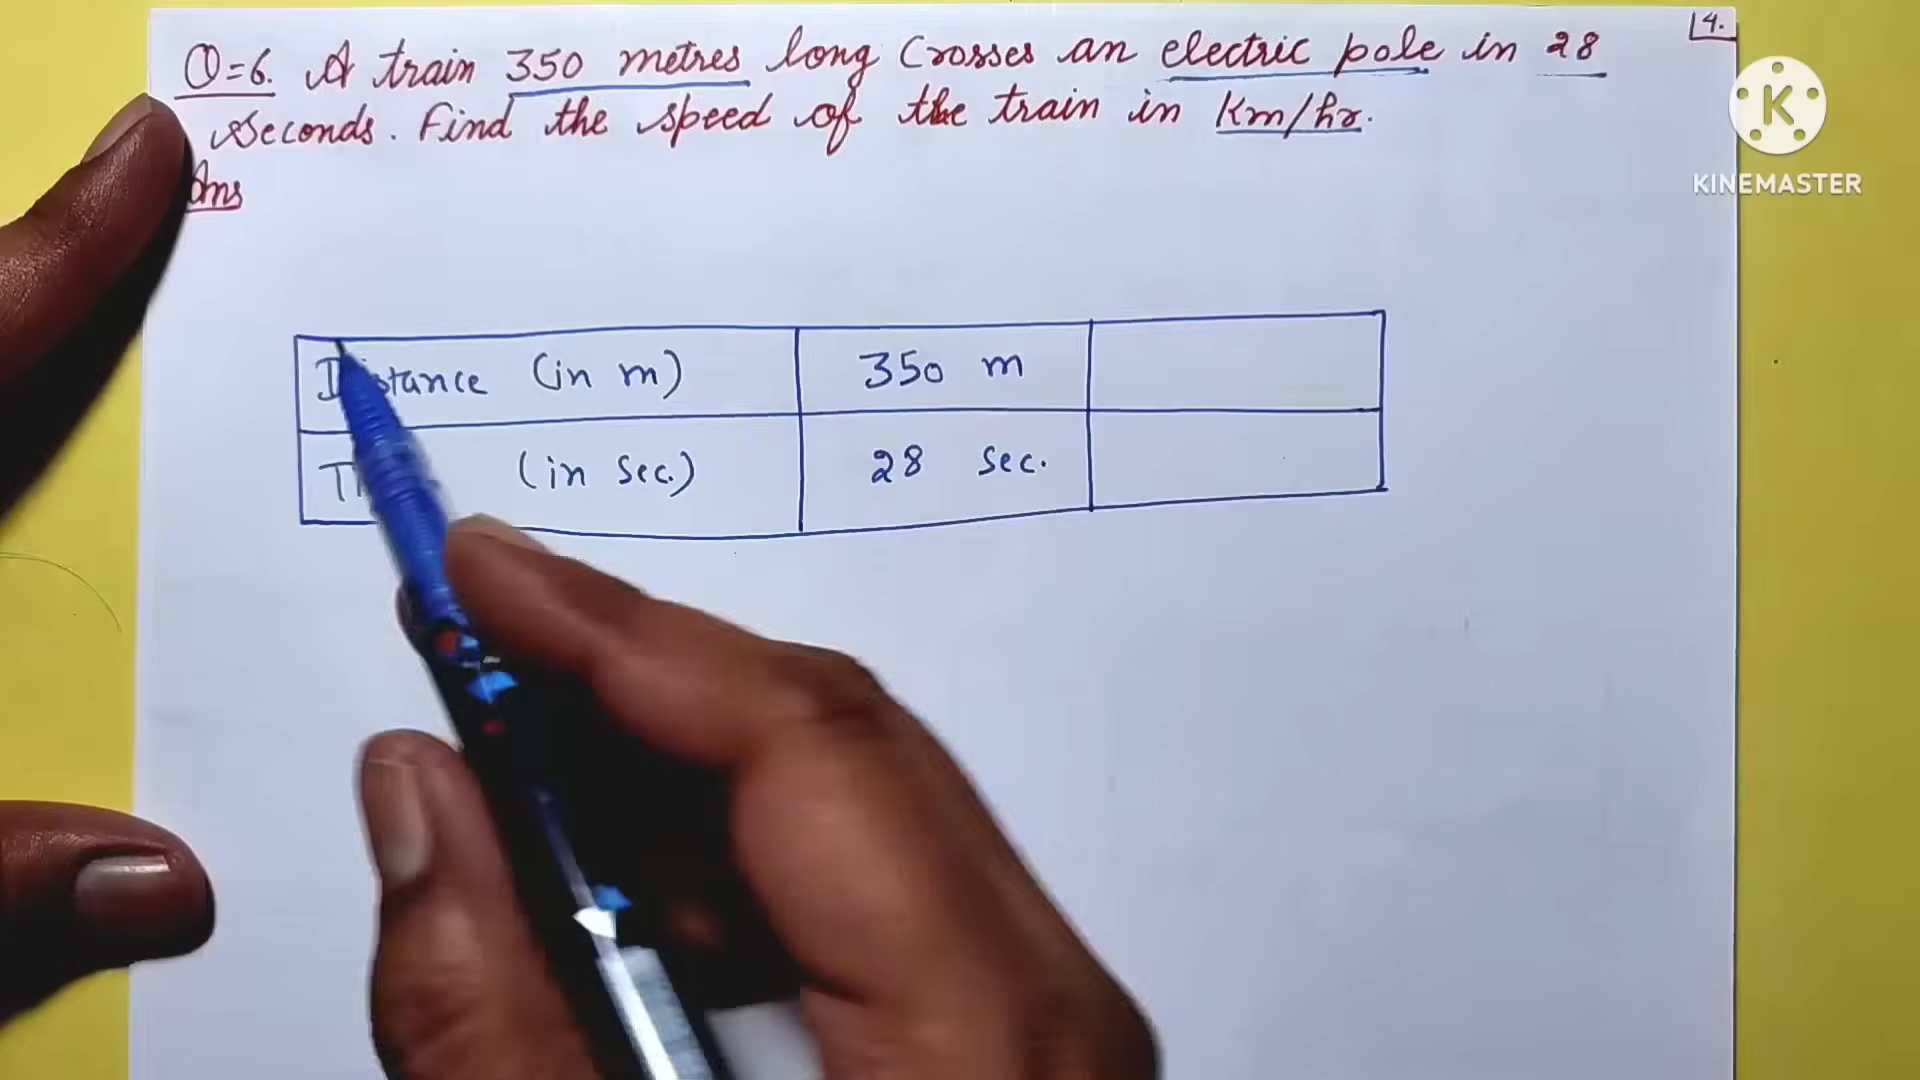 4.
Q=6. A train 350 metres long Crosses an electric pole in 28
seconds. Find the speed of the train in Km/hr.
Ans
KINEMASTER
Distance (in m) 350 m
(in Sec.) 28 Sec.